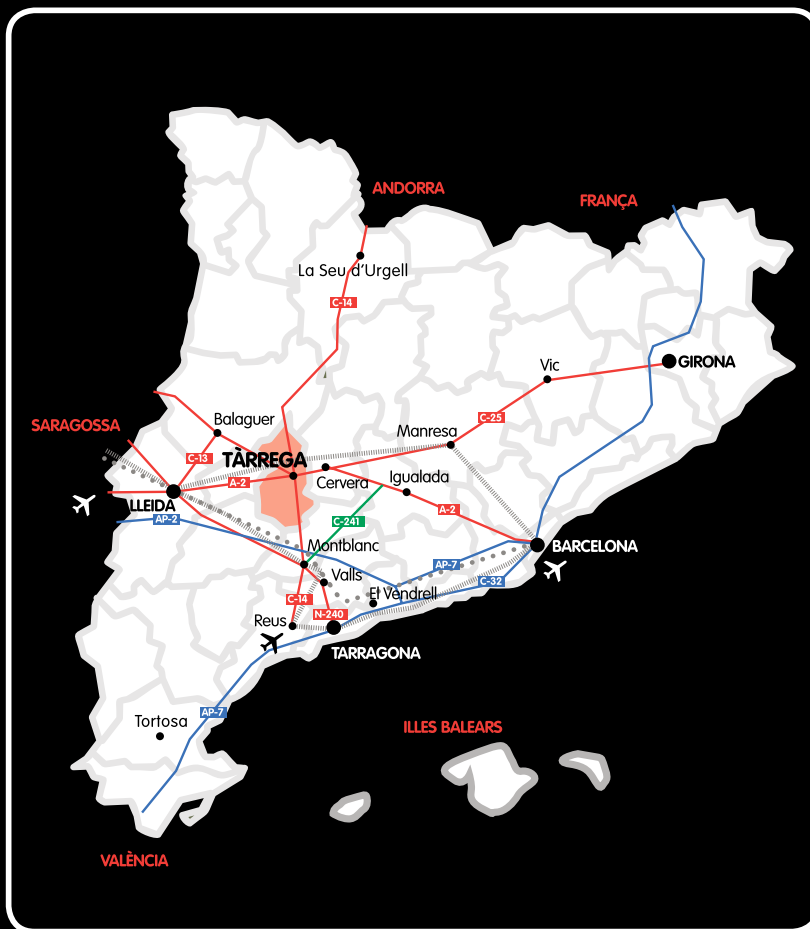 ANDORRA
FRANÇA
La Seu d'Urgell
C-14
Vic
GIRONA
Balaguer
C-25
SARAGOSSA
Manresa
TÀRREGA
C-13
Cervera
Igualada
A-2
LLEIDA
A-2
AP-2
C-241
Montblanc
BARCELONA
AP-7
Valls
C-32
El Vendrell
C-14
N-240
Reus
TARRAGONA
AP-7
Tortosa
ILLES BALEARS
VALÈNCIA